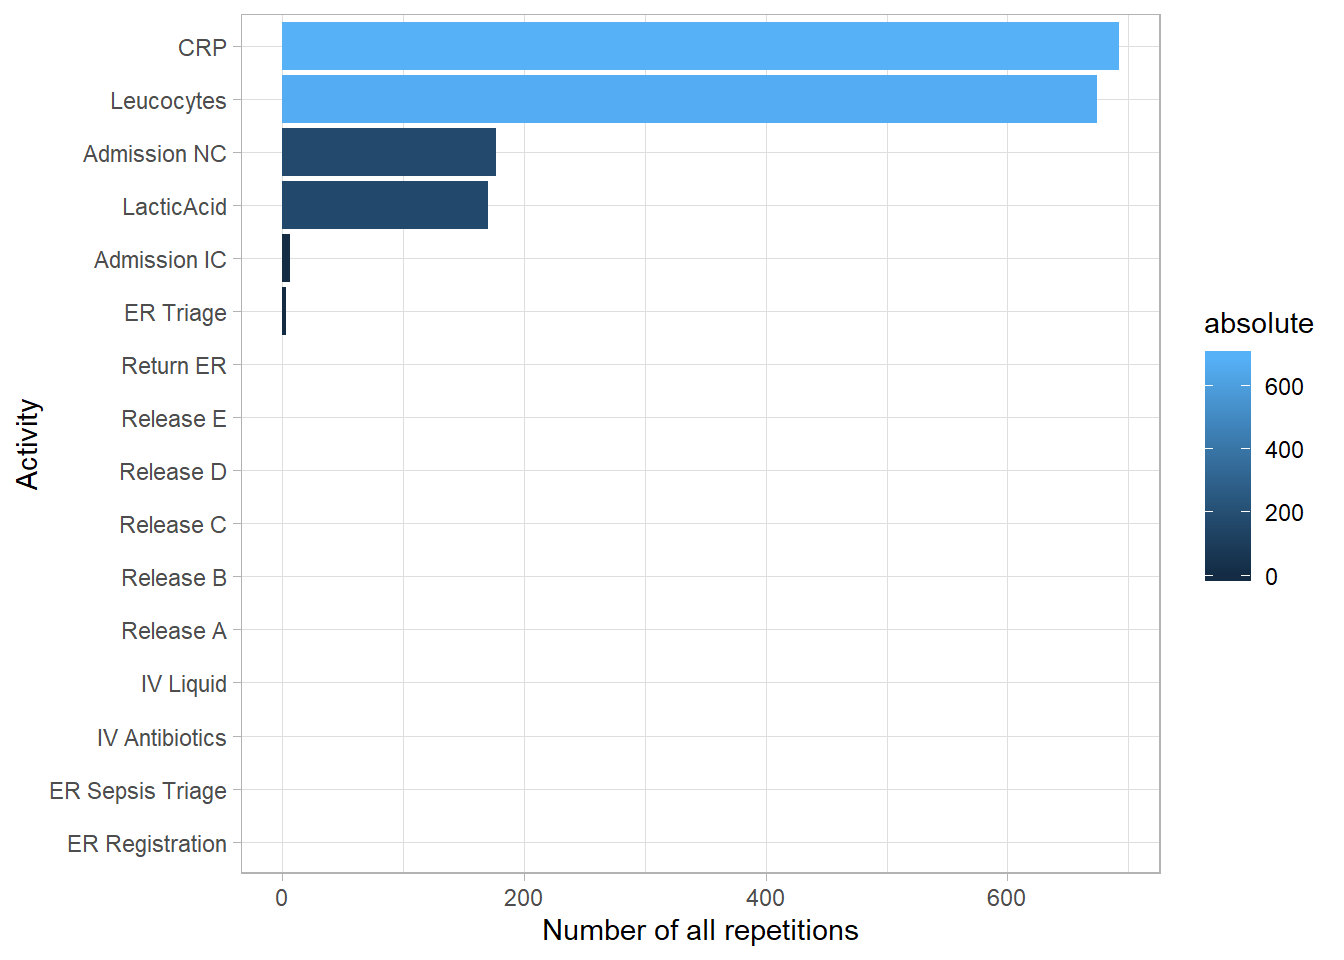 CRP
Leucocytes
Admission NC
LacticAcid
Admission IC
ER Triage
Return ER
Release E
Release D
Release C
Release B
Release A
IV Liquid
IV Antibiotics
ER Sepsis Triage
ER Registration
Activity
0 200 400 600
Number of all repetitions
absolute
600
400
200
0